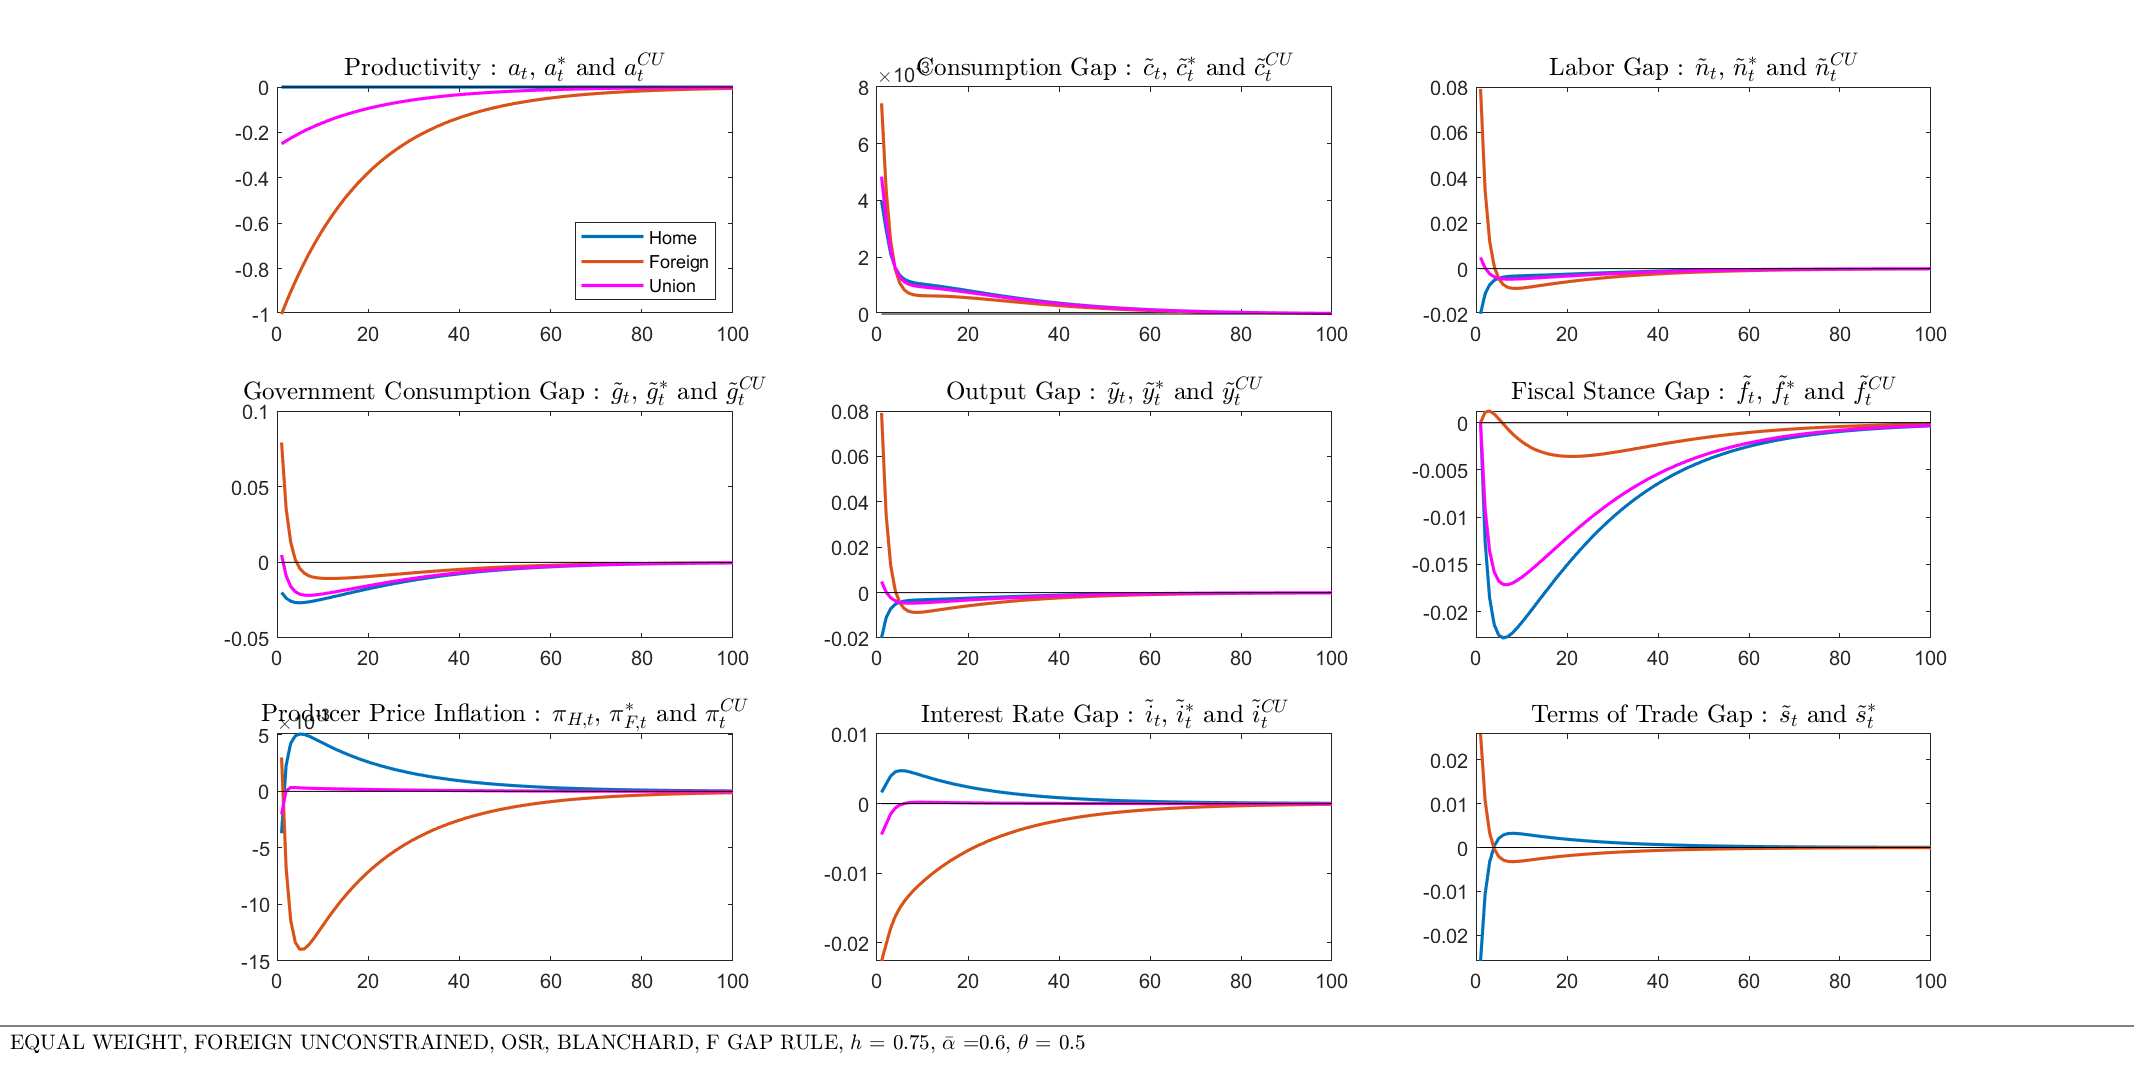 Productivity : a_t, a_t^* and a_t^{CU}
0
-0.2
-0.4
-0.6
-0.8
-1
0 20 40 60 80 100
Home
Foreign
Union
×10^{-3}
Consumption Gap : c̃_t, c̃_t^* and c̃_t^{CU}
8
6
4
2
0
0 20 40 60 80 100
Labor Gap : ñ_t, ñ_t^* and ñ_t^{CU}
0.08
0.06
0.04
0.02
0
-0.02
0 20 40 60 80 100
Government Consumption Gap : g̃_t, g̃_t^* and g̃_t^{CU}
0.1
0.05
0
-0.05
0 20 40 60 80 100
Output Gap : ỹ_t, ỹ_t^* and ỹ_t^{CU}
0.08
0.06
0.04
0.02
0
-0.02
0 20 40 60 80 100
Fiscal Stance Gap : f̃_t, f̃_t^* and f̃_t^{CU}
0
-0.005
-0.01
-0.015
-0.02
0 20 40 60 80 100
Producer Price Inflation : π_{H,t}, π_{F,t}^* and π_t^{CU}
×10^{-3}
5
0
-5
-10
-15
0 20 40 60 80 100
Interest Rate Gap : ĩ_t, ĩ_t^* and ĩ_t^{CU}
0.01
0
-0.01
-0.02
0 20 40 60 80 100
Terms of Trade Gap : s̃_t and s̃_t^*
0.02
0.01
0
-0.01
-0.02
0 20 40 60 80 100
EQUAL WEIGHT, FOREIGN UNCONSTRAINED, OSR, BLANCHARD, F GAP RULE, h = 0.75, ᾱ =0.6, θ = 0.5